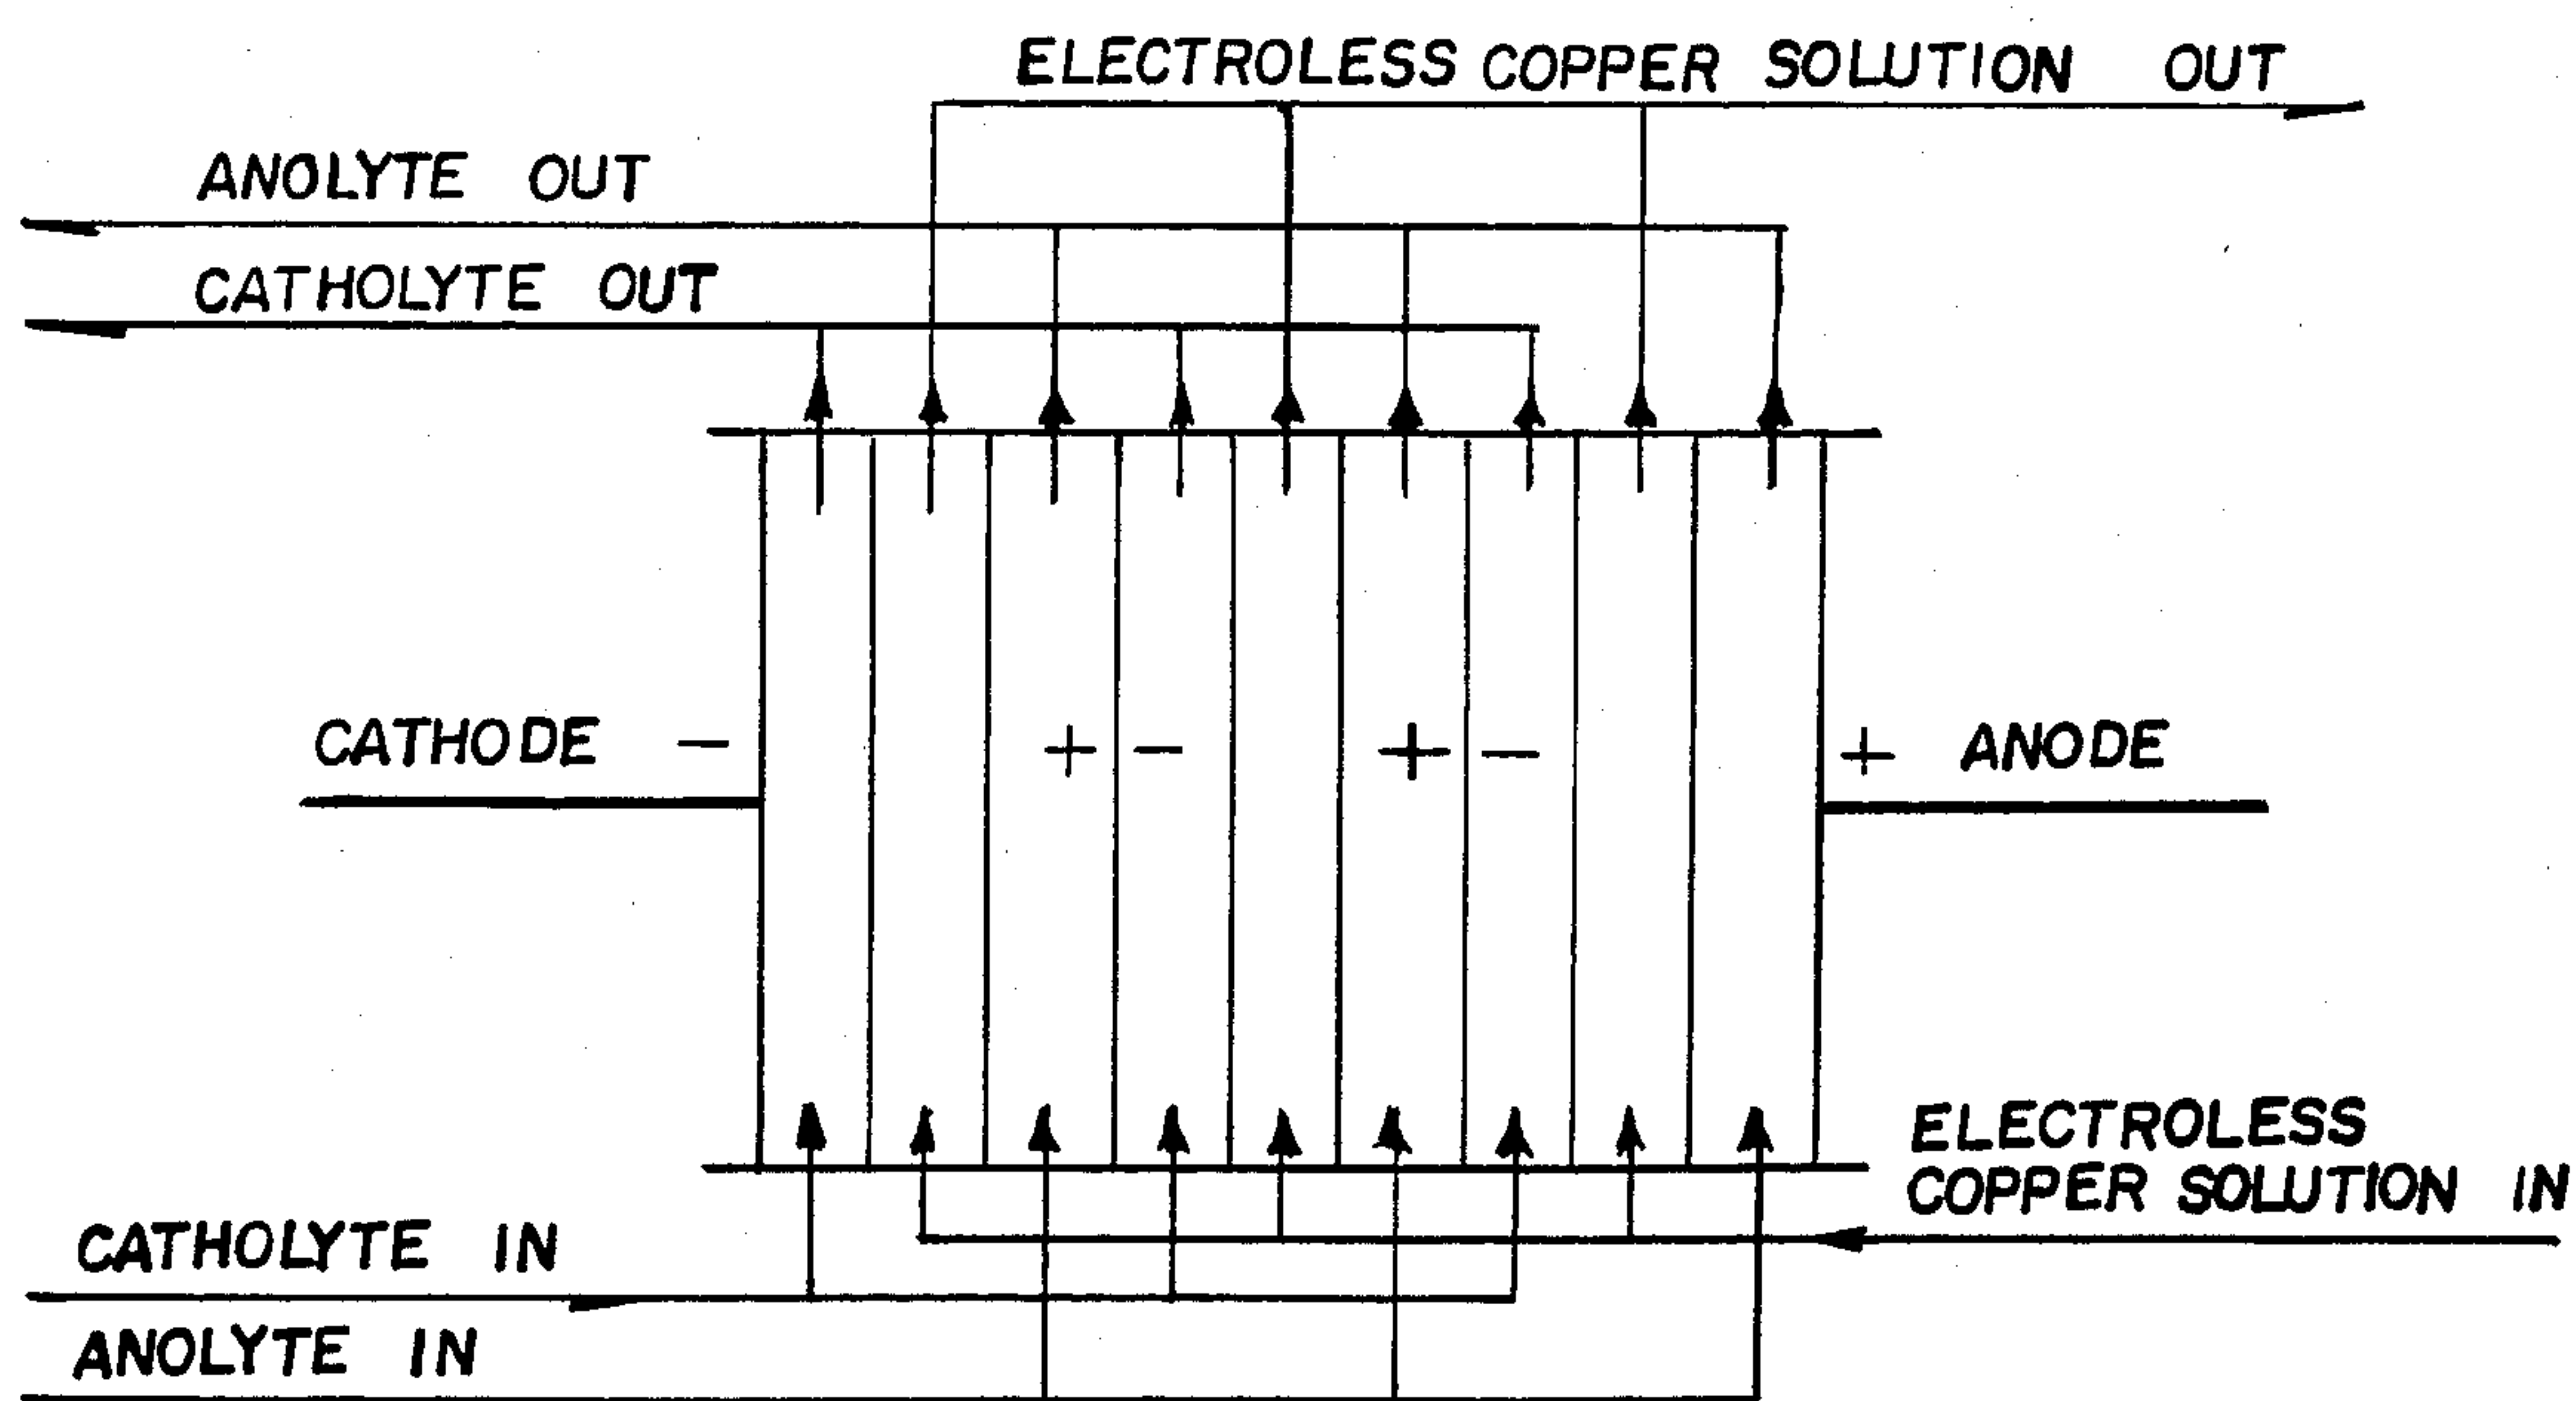 ELECTROLESS COPPER SOLUTION OUT
ANOLYTE OUT
CATHOLYTE OUT
CATHODE -
+ -
+ -
+ ANODE
ELECTROLESS
COPPER SOLUTION IN
CATHOLYTE IN
ANOLYTE IN